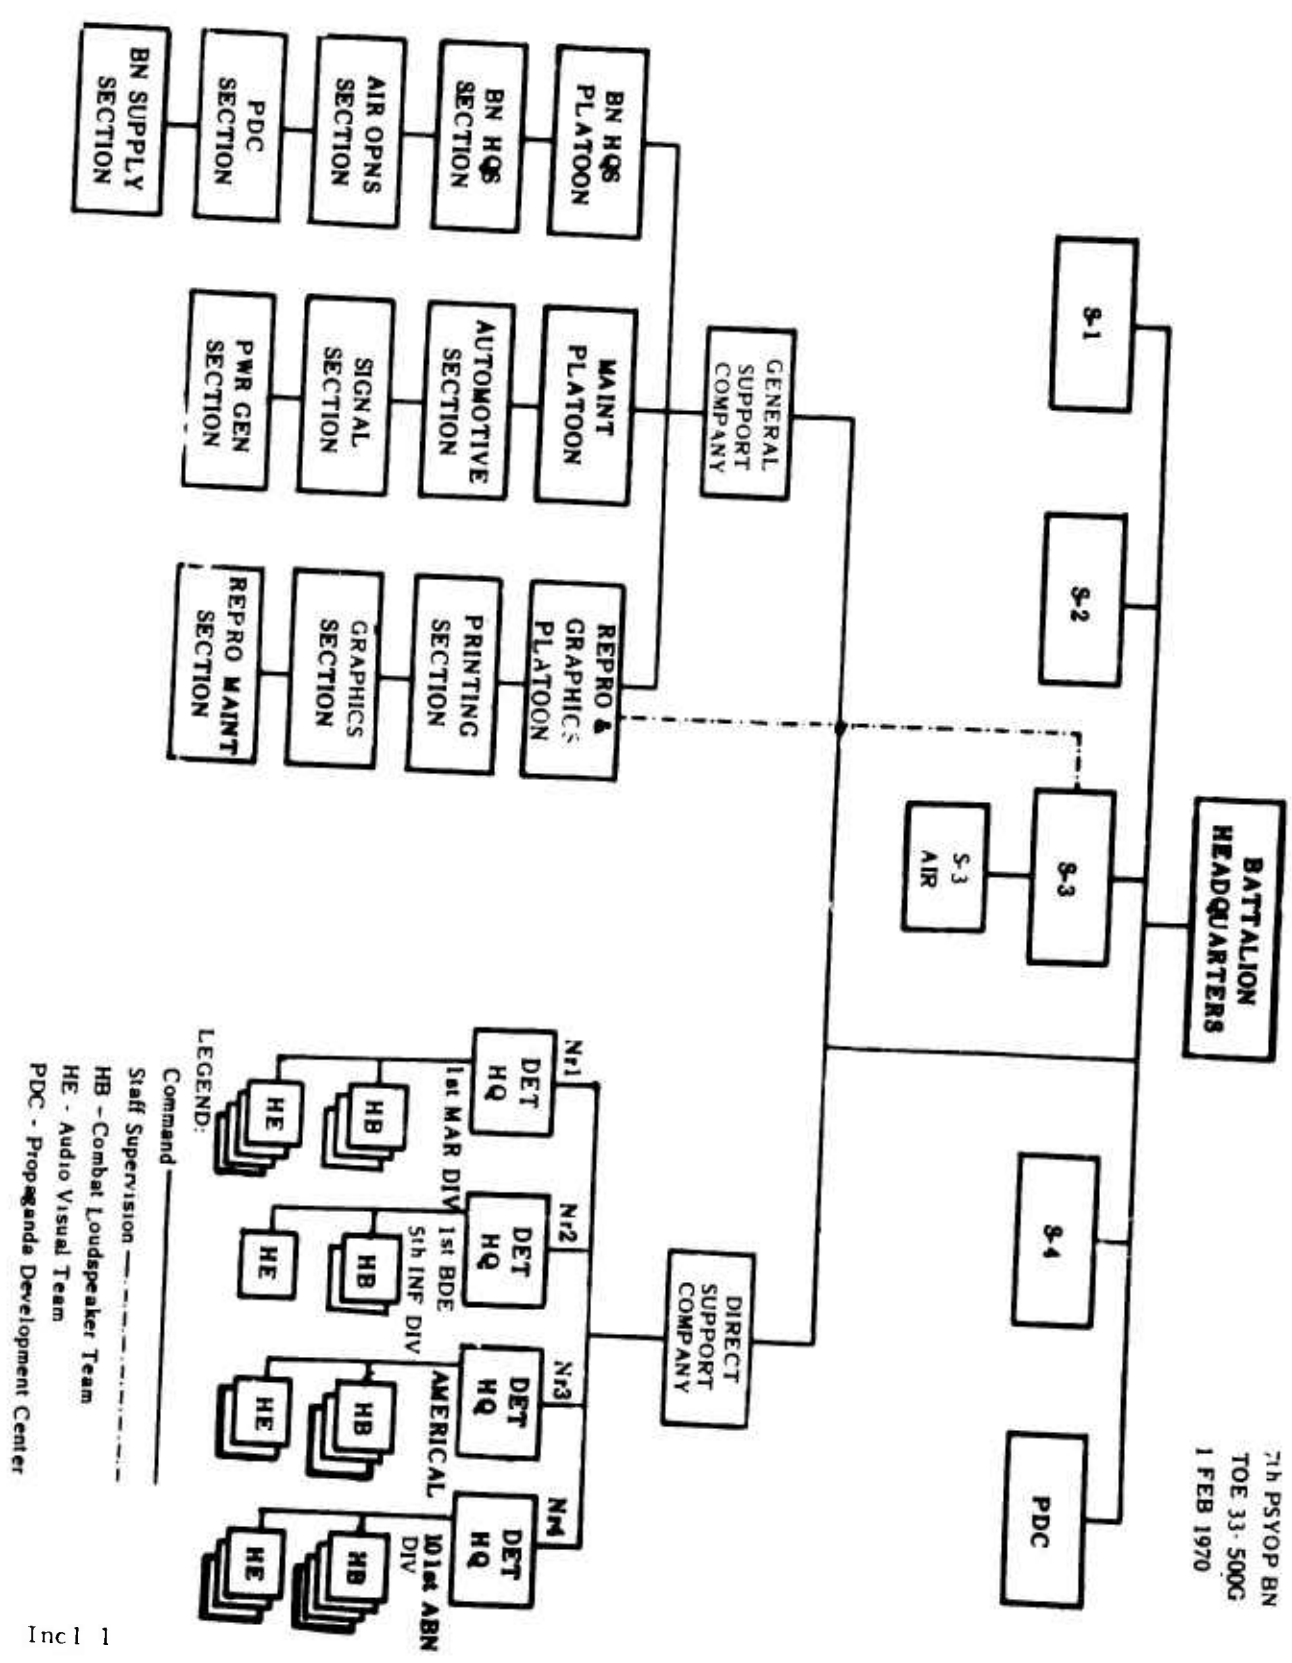 7th PSYOP BN
TOE 33-500G
1 FEB 1970
BATTALION
HEADQUARTERS
S-1
S-2
S-3
S-4
PDC
S-3
AIR
GENERAL
SUPPORT
COMPANY
DIRECT
SUPPORT
COMPANY
BN HQS
PLATOON
MAINT
PLATOON
REPRO &
GRAPHICS
PLATOON
BN HQS
SECTION
AUTOMOTIVE
SECTION
PRINTING
SECTION
AIR OPNS
SECTION
SIGNAL
SECTION
GRAPHICS
SECTION
PDC
SECTION
PWR GEN
SECTION
REPRO MAINT
SECTION
BN SUPPLY
SECTION
Nr1
DET
HQ
1st MAR DIV
HB
HE
Nr2
DET
HQ
1st BDE
5th INF DIV
HB
HE
Nr3
DET
HQ
AMERICAL
HB
HE
Nr4
DET
HQ
101st ABN
DIV
HB
HE
LEGEND:
Command
Staff Supervision
HB - Combat Loudspeaker Team
HE - Audio Visual Team
PDC - Propaganda Development Center
Incl 1